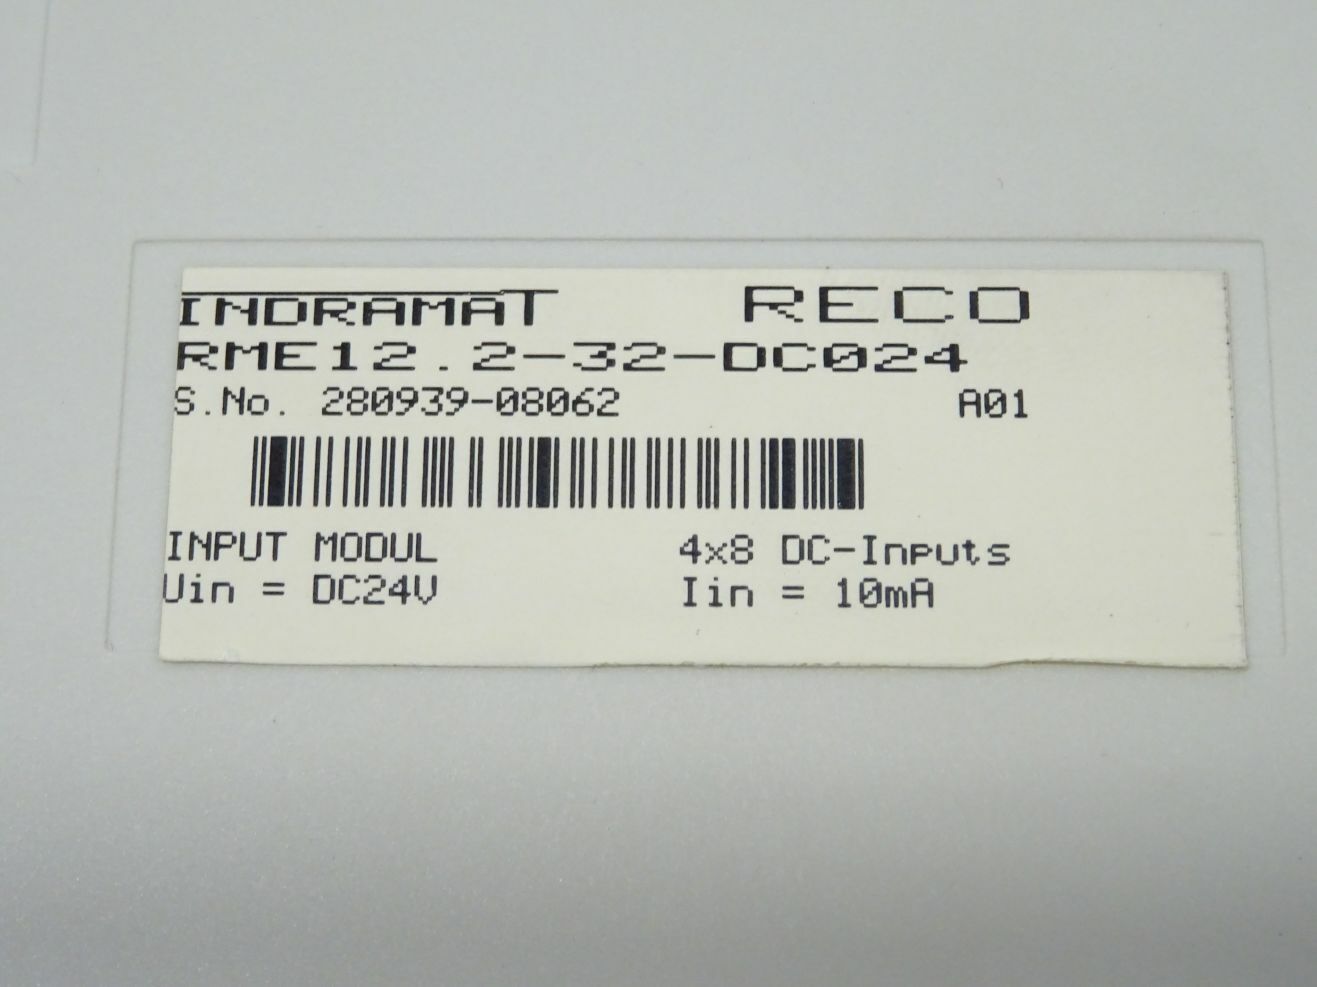 INDRAMAT RECO
RME12.2-32-DC024
S.No. 280939-08062 A01
INPUT MODUL 4x8 DC-Inputs
Uin = DC24V Iin = 10mA